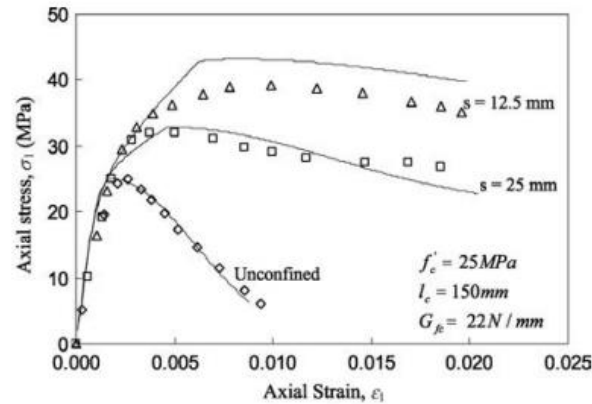 50
40
30
20
10
0
Axial stress, σ₁ (MPa)
s = 12.5 mm
s = 25 mm
Unconfined
f'c = 25MPa
lc = 150mm
Gfc = 22N / mm
0.000 0.005 0.010 0.015 0.020 0.025
Axial Strain, ε₁